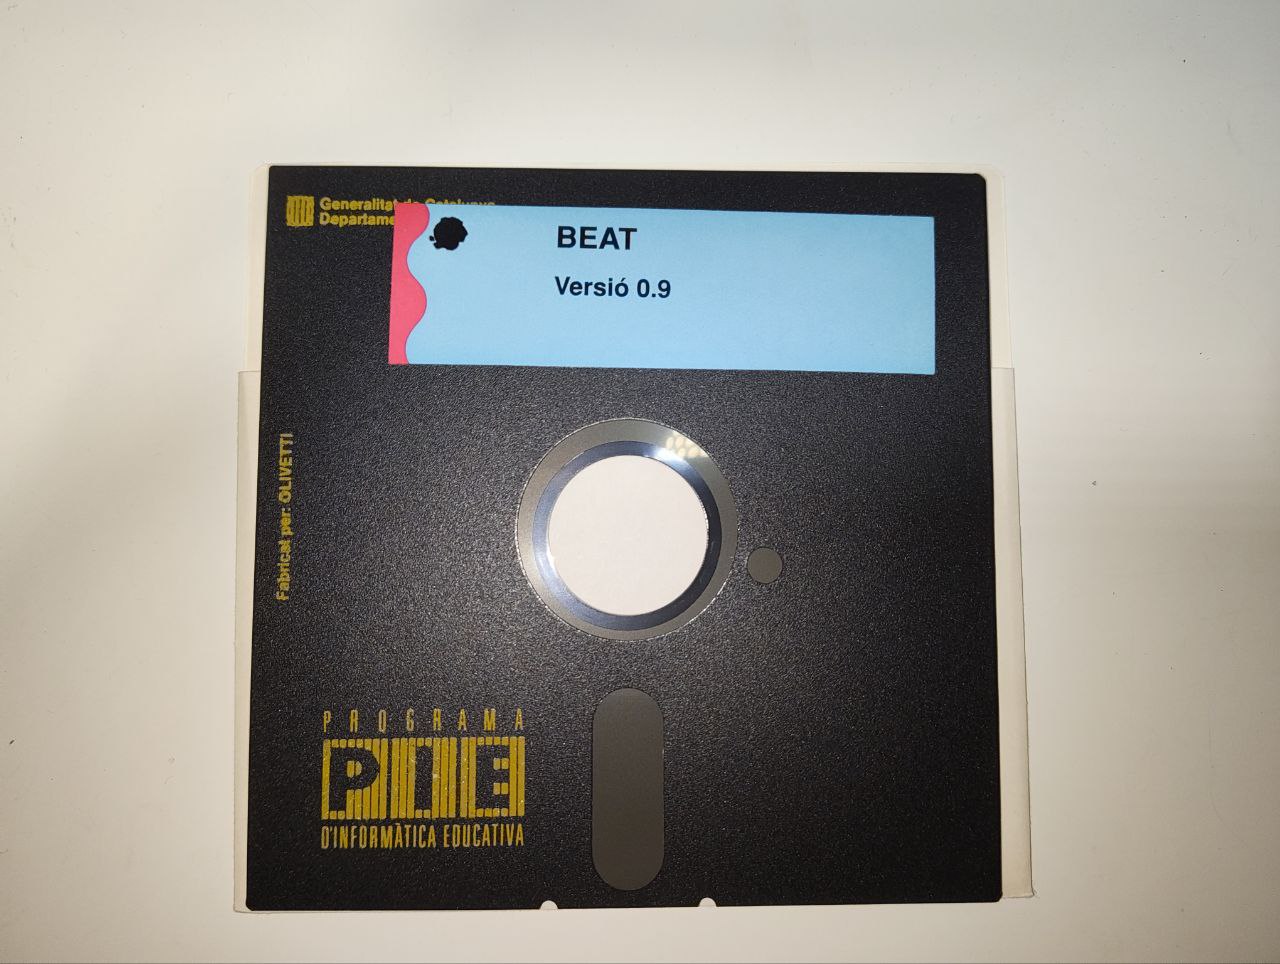 Generalitat de Catalunya
Departame
BEAT
Versió 0.9
Fabricat per: OLIVETTI
PROGRAMA
PIE
D'INFORMÀTICA EDUCATIVA